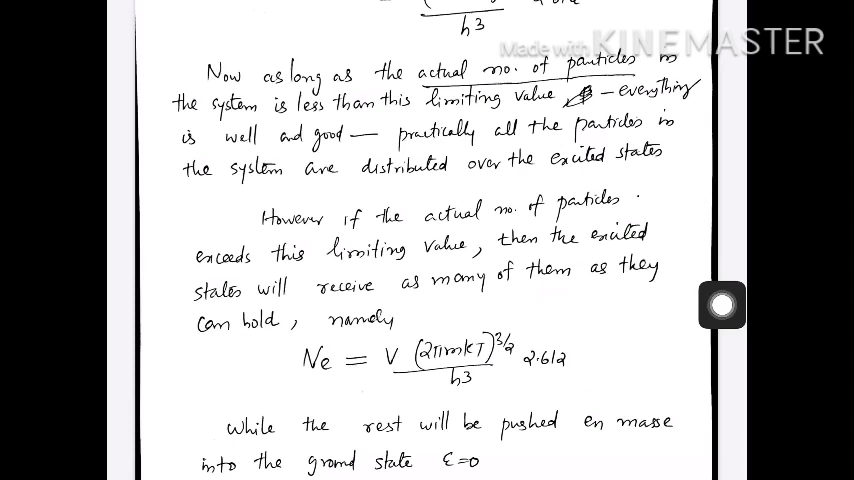 h³
Made with KINEMASTER
Now as long as the actual no. of particles in
the system is less than this limiting value — everything
is well and good — practically all the particles in
the system are distributed over the excited states
However if the actual no. of particles.
exceeds this limiting value, then the excited
states will receive as many of them as they
can hold, namely
Ne = V (2πmkT)^3/2 / h³ 2.612
While the rest will be pushed en masse
into the ground state ε=0